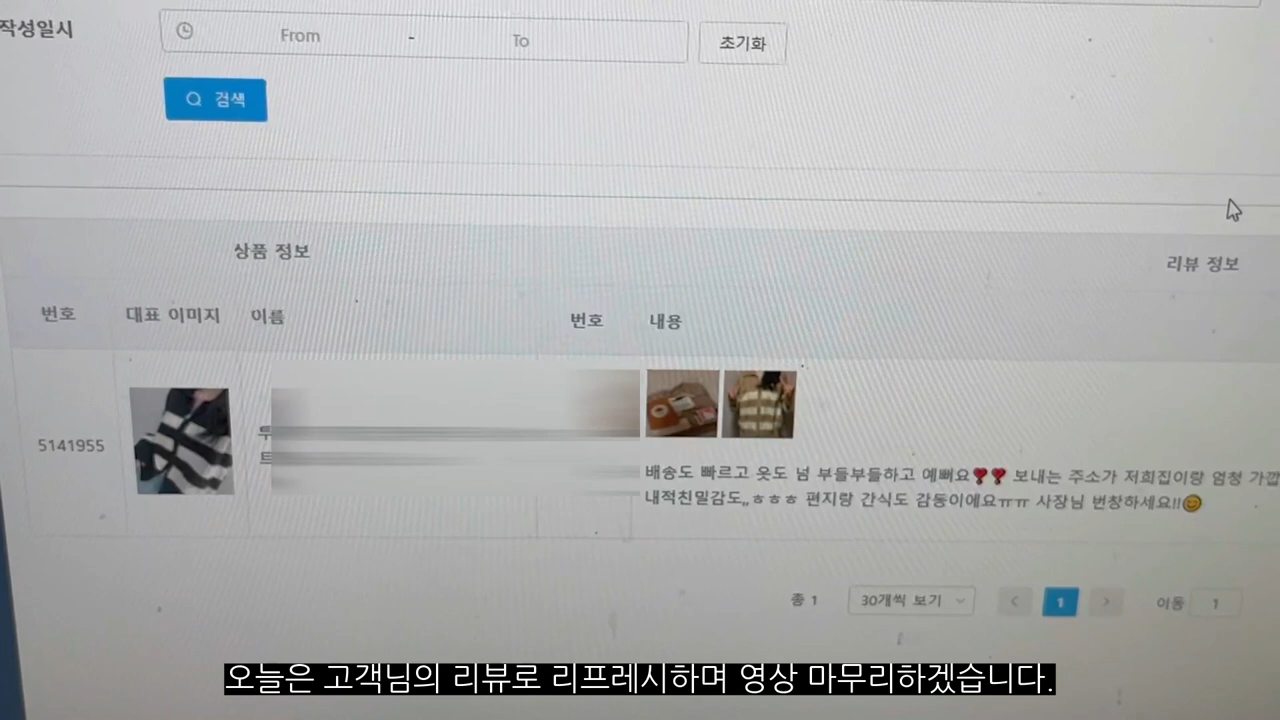 작성일시
From - To
초기화
검색
상품 정보
리뷰 정보
번호 대표 이미지 이름 번호 내용
5141955
배송도 빠르고 옷도 넘 부들부들하고 예뻐요❣❣ 보내는 주소가 저희집이랑 엄청 가깝
내적친밀감도,,ㅎㅎㅎ 편지랑 간식도 감동이에요ㅠㅠ 사장님 번창하세요!!😊
총 1 30개씩 보기 < 1 > 이동 1
오늘은 고객님의 리뷰로 리프레시하며 영상 마무리하겠습니다.